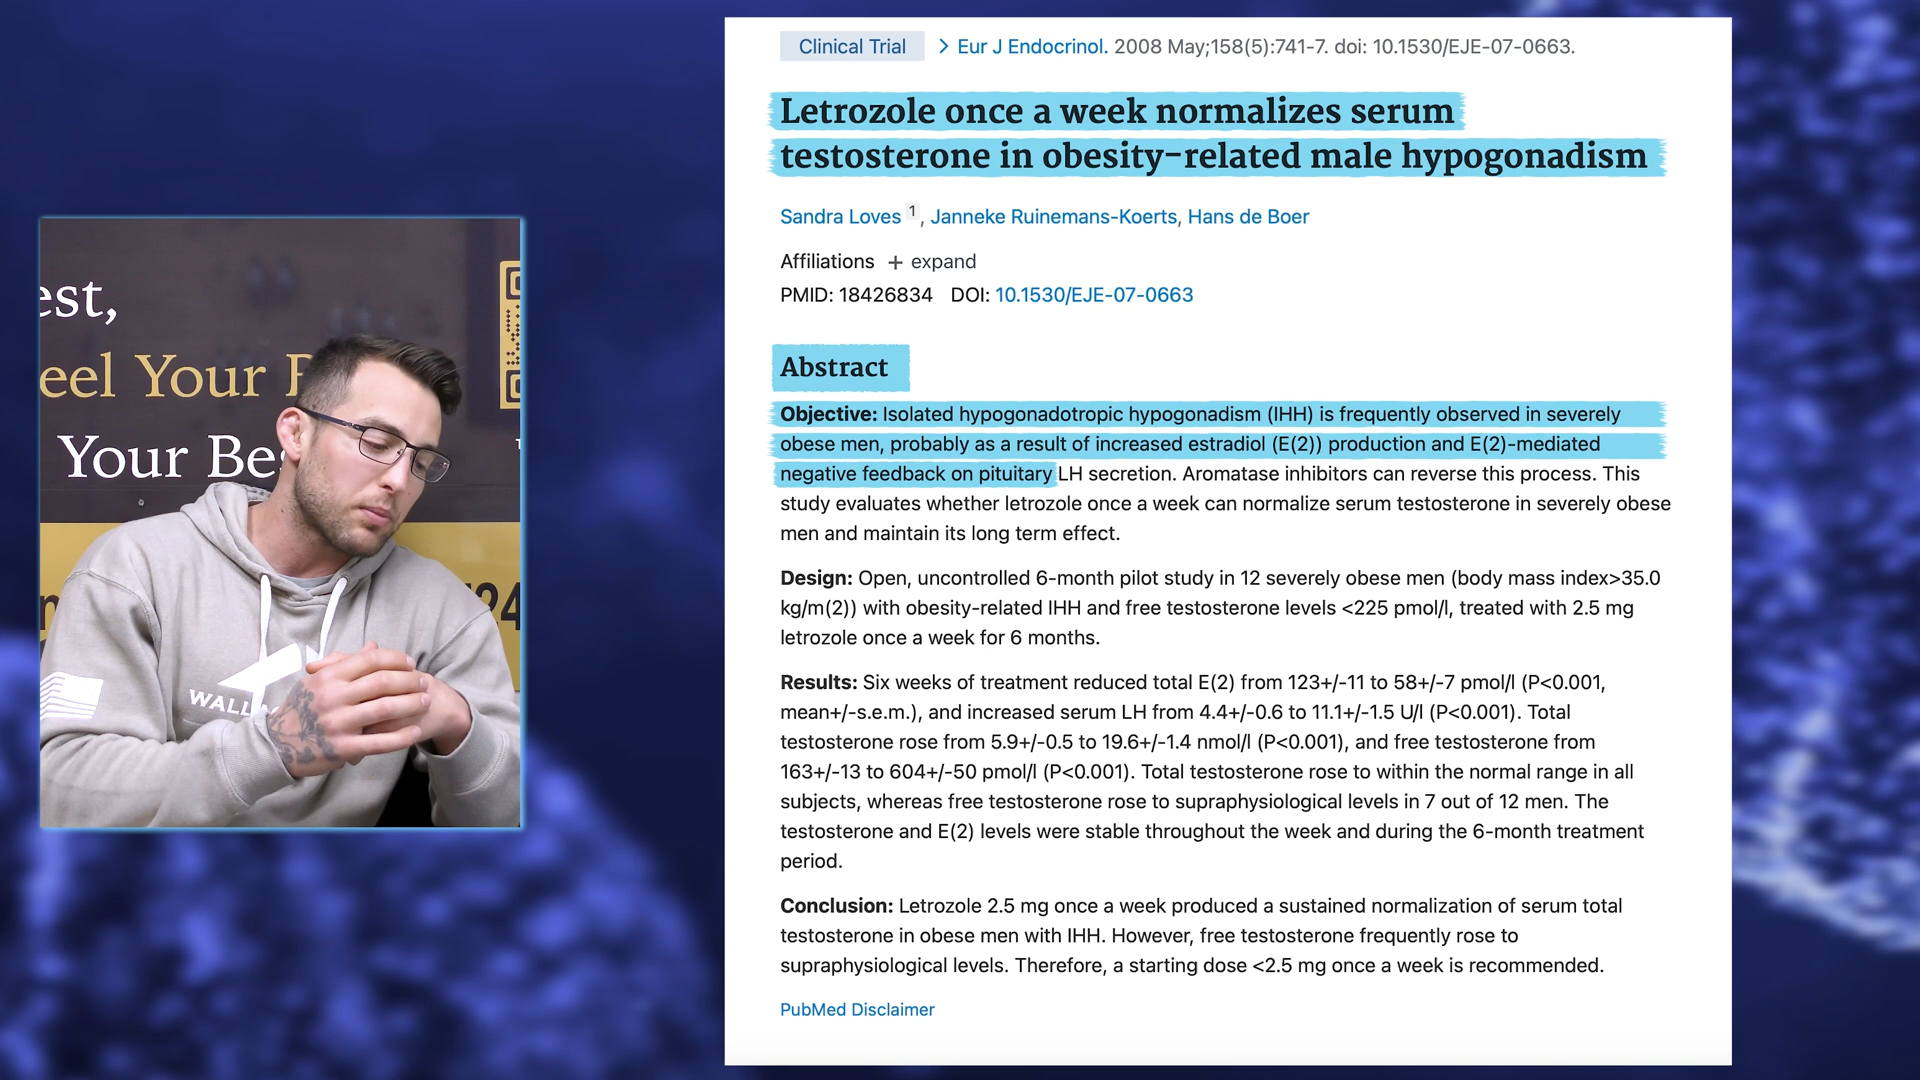 est,
eel Your
Your Be
24
WALL
Clinical Trial > Eur J Endocrinol. 2008 May;158(5):741-7. doi: 10.1530/EJE-07-0663.
Letrozole once a week normalizes serum
testosterone in obesity-related male hypogonadism
Sandra Loves 1, Janneke Ruinemans-Koerts, Hans de Boer
Affiliations + expand
PMID: 18426834 DOI: 10.1530/EJE-07-0663
Abstract
Objective: Isolated hypogonadotropic hypogonadism (IHH) is frequently observed in severely
obese men, probably as a result of increased estradiol (E(2)) production and E(2)-mediated
negative feedback on pituitary LH secretion. Aromatase inhibitors can reverse this process. This
study evaluates whether letrozole once a week can normalize serum testosterone in severely obese
men and maintain its long term effect.
Design: Open, uncontrolled 6-month pilot study in 12 severely obese men (body mass index>35.0
kg/m(2)) with obesity-related IHH and free testosterone levels <225 pmol/l, treated with 2.5 mg
letrozole once a week for 6 months.
Results: Six weeks of treatment reduced total E(2) from 123+/-11 to 58+/-7 pmol/l (P<0.001,
mean+/-s.e.m.), and increased serum LH from 4.4+/-0.6 to 11.1+/-1.5 U/l (P<0.001). Total
testosterone rose from 5.9+/-0.5 to 19.6+/-1.4 nmol/l (P<0.001), and free testosterone from
163+/-13 to 604+/-50 pmol/l (P<0.001). Total testosterone rose to within the normal range in all
subjects, whereas free testosterone rose to supraphysiological levels in 7 out of 12 men. The
testosterone and E(2) levels were stable throughout the week and during the 6-month treatment
period.
Conclusion: Letrozole 2.5 mg once a week produced a sustained normalization of serum total
testosterone in obese men with IHH. However, free testosterone frequently rose to
supraphysiological levels. Therefore, a starting dose <2.5 mg once a week is recommended.
PubMed Disclaimer